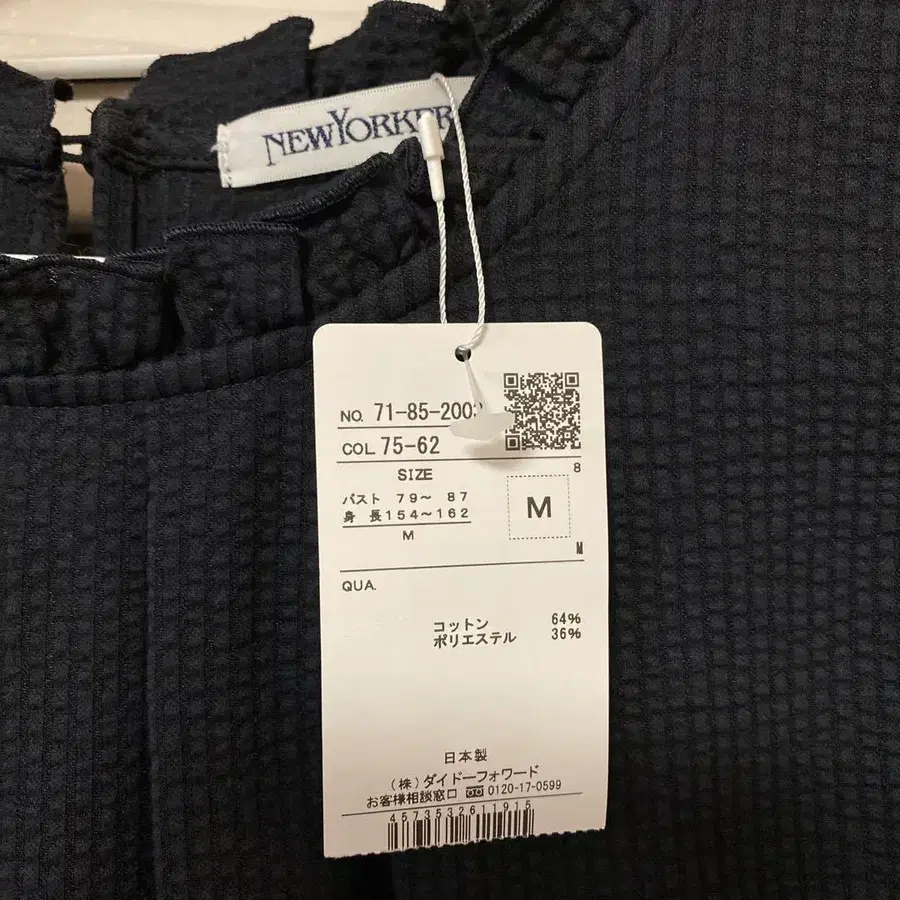 NEWYORKER
NO. 71-85-2003
COL. 75-62
SIZE
8
バスト 79～ 87
身 長154～162
M
M
M
QUA.
コットン 64%
ポリエステル 36%
日本製
(株)ダイドーフォワード
お客様相談窓口 0120-17-0599
4573532611915